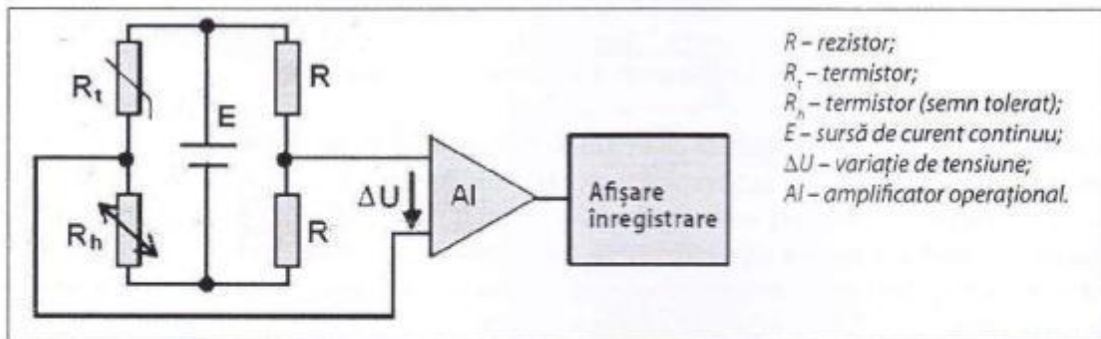 R – rezistor;
Rₜ – termistor;
Rₕ – termistor (semn tolerat);
E – sursă de curent continuu;
ΔU – variație de tensiune;
AI – amplificator operațional.
Rₜ
R
E
Rₕ
R
ΔU
AI
Afişare
înregistrare